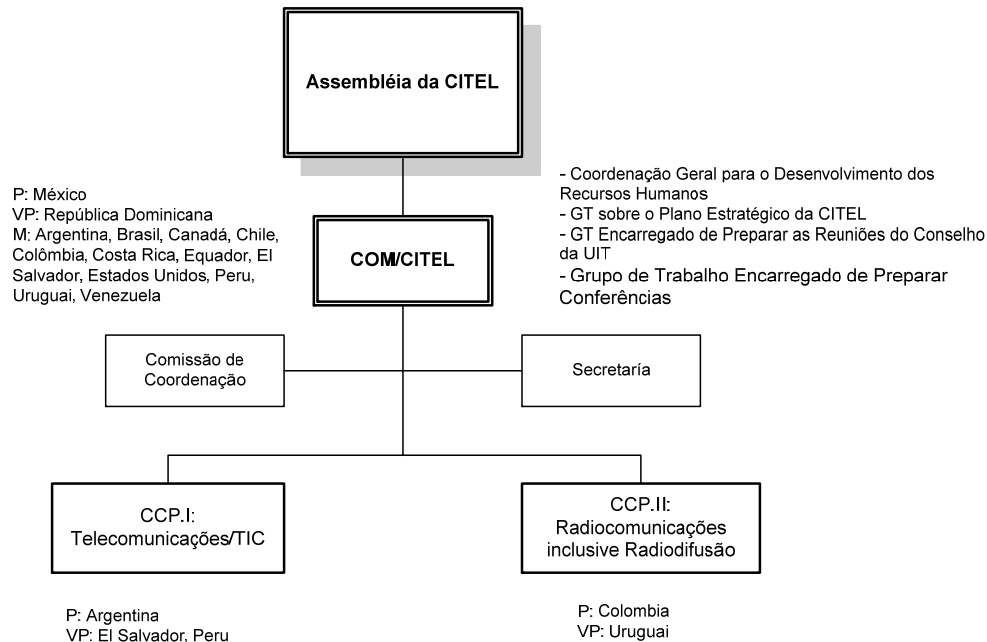 Assembléia da CITEL
P: México
VP: República Dominicana
M: Argentina, Brasil, Canadá, Chile,
Colômbia, Costa Rica, Equador, El
Salvador, Estados Unidos, Peru,
Uruguai, Venezuela
COM/CITEL
- Coordenação Geral para o Desenvolvimento dos
Recursos Humanos
- GT sobre o Plano Estratégico da CITEL
- GT Encarregado de Preparar as Reuniões do Conselho
da UIT
- Grupo de Trabalho Encarregado de Preparar
Conferências
Comissão de
Coordenação
Secretaría
CCP.I:
Telecomunicações/TIC
CCP.II:
Radiocomunicações
inclusive Radiodifusão
P: Argentina
VP: El Salvador, Peru
P: Colombia
VP: Uruguai